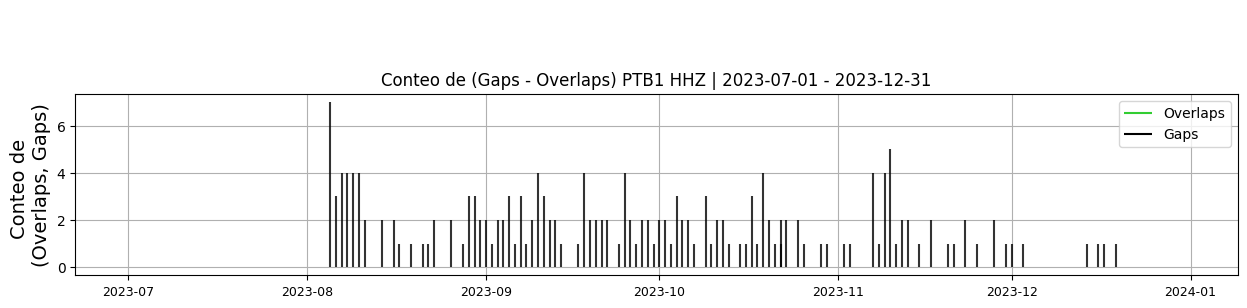 Conteo de (Gaps - Overlaps) PTB1 HHZ | 2023-07-01 - 2023-12-31
Conteo de
(Overlaps, Gaps)
6
4
2
0
Overlaps
Gaps
2023-07
2023-08
2023-09
2023-10
2023-11
2023-12
2024-01